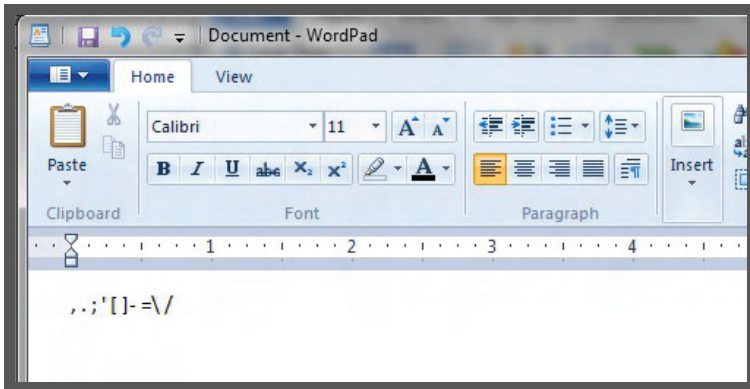 Document - WordPad
Home View
Calibri 11 A A
Paste
B I U abc X₂ X² A
Insert
Clipboard Font Paragraph
1 2 3 4
,.;'[]-=\/